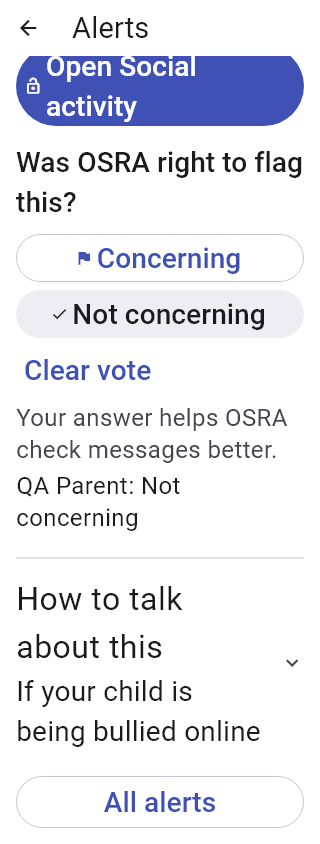 Alerts
Open Social
activity
Was OSRA right to flag
this?
Concerning
Not concerning
Clear vote
Your answer helps OSRA
check messages better.
QA Parent: Not
concerning
How to talk
about this
If your child is
being bullied online
All alerts